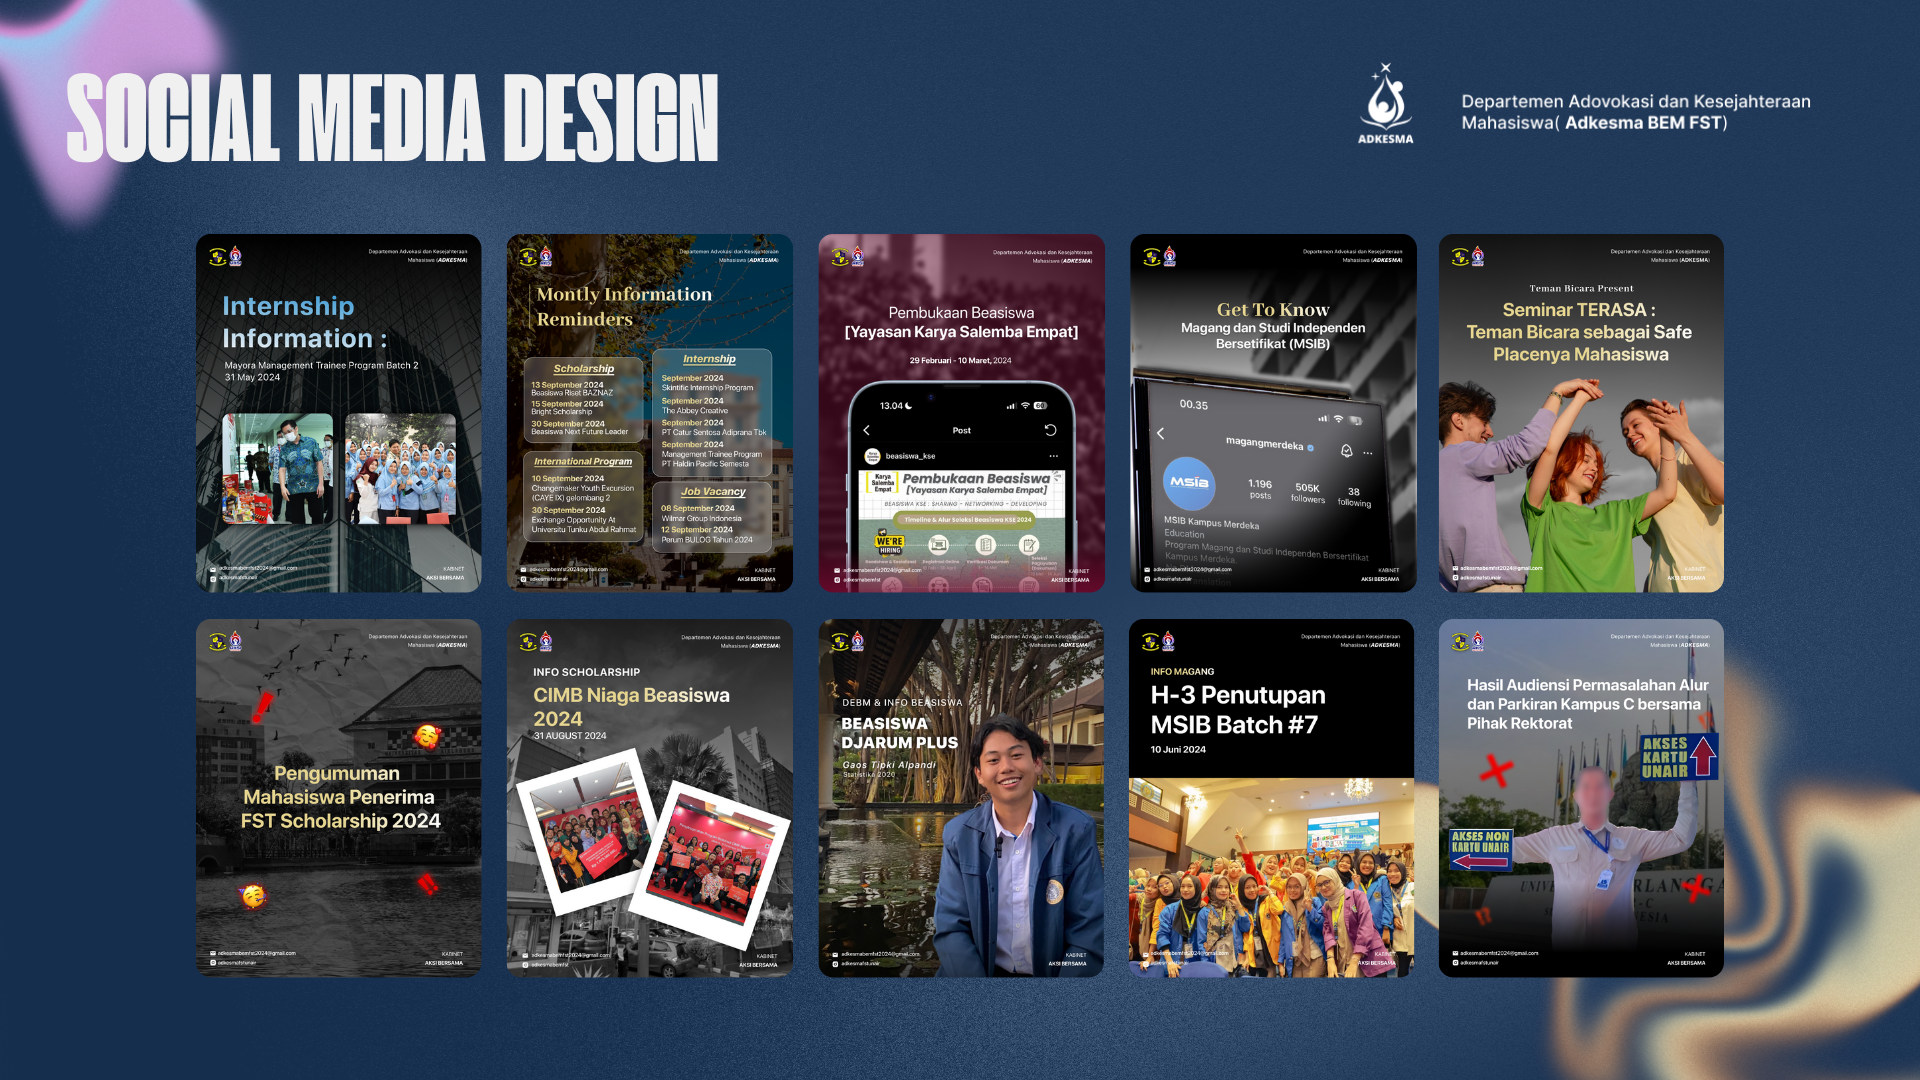 SOCIAL MEDIA DESIGN
ADKESMA
Departemen Adovokasi dan Kesejahteraan
Mahasiswa( Adkesma BEM FST)
Departemen Advokasi dan Kesejahteraan
Mahasiswa (ADKESMA)
Internship
Information :
Mayora Management Trainee Program Batch 2
31 May 2024
adkesmabemfst2024@gmail.com
adkesmafstunair
KABINET
AKSI BERSAMA
Departemen Advokasi dan Kesejahteraan
Mahasiswa (ADKESMA)
Montly Information
Reminders
Scholarship
13 September 2024
Beasiswa Riset BAZNAZ
15 September 2024
Bright Scholarship
30 September 2024
Beasiswa Next Future Leader
International Program
10 September 2024
Changemaker Youth Excursion
(CAYE IX) gelombang 2
30 September 2024
Exchange Opportunity At
Universitu Tunku Abdul Rahmat
Internship
September 2024
Skintific Internship Program
September 2024
The Abbey Creative
September 2024
PT Catur Sentosa Adiprana Tbk
September 2024
Management Trainee Program
PT Haldin Pacific Semesta
Job Vacancy
08 September 2024
Wilmar Group Indonesia
12 September 2024
Perum BULOG Tahun 2024
adkesmabemfst2024@gmail.com
adkesmafstunair
KABINET
AKSI BERSAMA
Departemen Advokasi dan Kesejahteraan
Mahasiswa (ADKESMA)
Pembukaan Beasiswa
[Yayasan Karya Salemba Empat]
29 Februari - 10 Maret, 2024
13.04
Post
beasiswa_kse
Karya
Salemba
Empat
Pembukaan Beasiswa
[Yayasan Karya Salemba Empat]
BEASISWA KSE : SHARING - NETWORKING - DEVELOPING
Timeline & Alur Seleksi Beasiswa KSE 2024
WE'RE
HIRING
adkesmabemfst2024@gmail.com
adkesmabemfst
KABINET
AKSI BERSAMA
Departemen Advokasi dan Kesejahteraan
Mahasiswa (ADKESMA)
Get To Know
Magang dan Studi Independen
Bersetifikat (MSIB)
00.35
magangmerdeka
MSIB
1.196
posts
505K
followers
38
following
MSIB Kampus Merdeka
Education
Program Magang dan Studi Independen Bersertifikat
Kampus Merdeka.
adkesmabemfst2024@gmail.com
adkesmafstunair
KABINET
AKSI BERSAMA
Departemen Advokasi dan Kesejahteraan
Mahasiswa (ADKESMA)
Teman Bicara Present
Seminar TERASA :
Teman Bicara sebagai Safe
Placenya Mahasiswa
adkesmabemfst2024@gmail.com
adkesmafstunair
KABINET
AKSI BERSAMA
Departemen Advokasi dan Kesejahteraan
Mahasiswa (ADKESMA)
Pengumuman
Mahasiswa Penerima
FST Scholarship 2024
adkesmabemfst2024@gmail.com
adkesmafstunair
KABINET
AKSI BERSAMA
Departemen Advokasi dan Kesejahteraan
Mahasiswa (ADKESMA)
INFO SCHOLARSHIP
CIMB Niaga Beasiswa
2024
31 AUGUST 2024
adkesmabemfst2024@gmail.com
adkesmabemfst
KABINET
AKSI BERSAMA
Departemen Advokasi dan Kesejahteraan
Mahasiswa (ADKESMA)
DEBM & INFO BEASISWA
BEASISWA
DJARUM PLUS
Gaos Tipki Alpandi
Statistika 2020
adkesmabemfst2024@gmail.com
adkesmafstunair
KABINET
AKSI BERSAMA
Departemen Advokasi dan Kesejahteraan
Mahasiswa (ADKESMA)
INFO MAGANG
H-3 Penutupan
MSIB Batch #7
10 Juni 2024
adkesmabemfst2024@gmail.com
adkesmafstunair
KABINET
AKSI BERSAMA
Departemen Advokasi dan Kesejahteraan
Mahasiswa (ADKESMA)
Hasil Audiensi Permasalahan Alur
dan Parkiran Kampus C bersama
Pihak Rektorat
AKSES
KARTU
UNAIR
AKSES NON
KARTU UNAIR
adkesmabemfst2024@gmail.com
adkesmafstunair
KABINET
AKSI BERSAMA